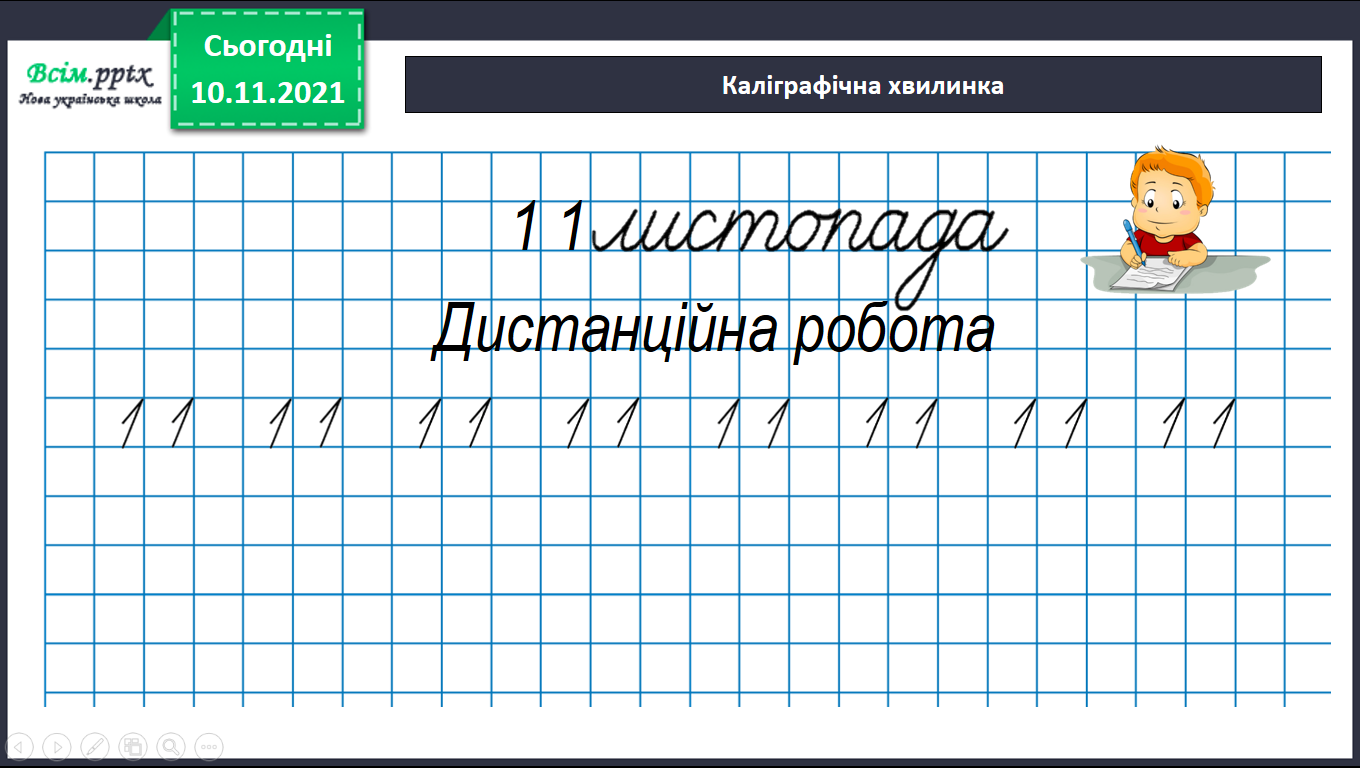 Всім.pptx
Нова українська школа
Сьогодні
10.11.2021
Каліграфічна хвилинка
11 листопада
Дистанційна робота
11 11 11 11 11 11 11 11